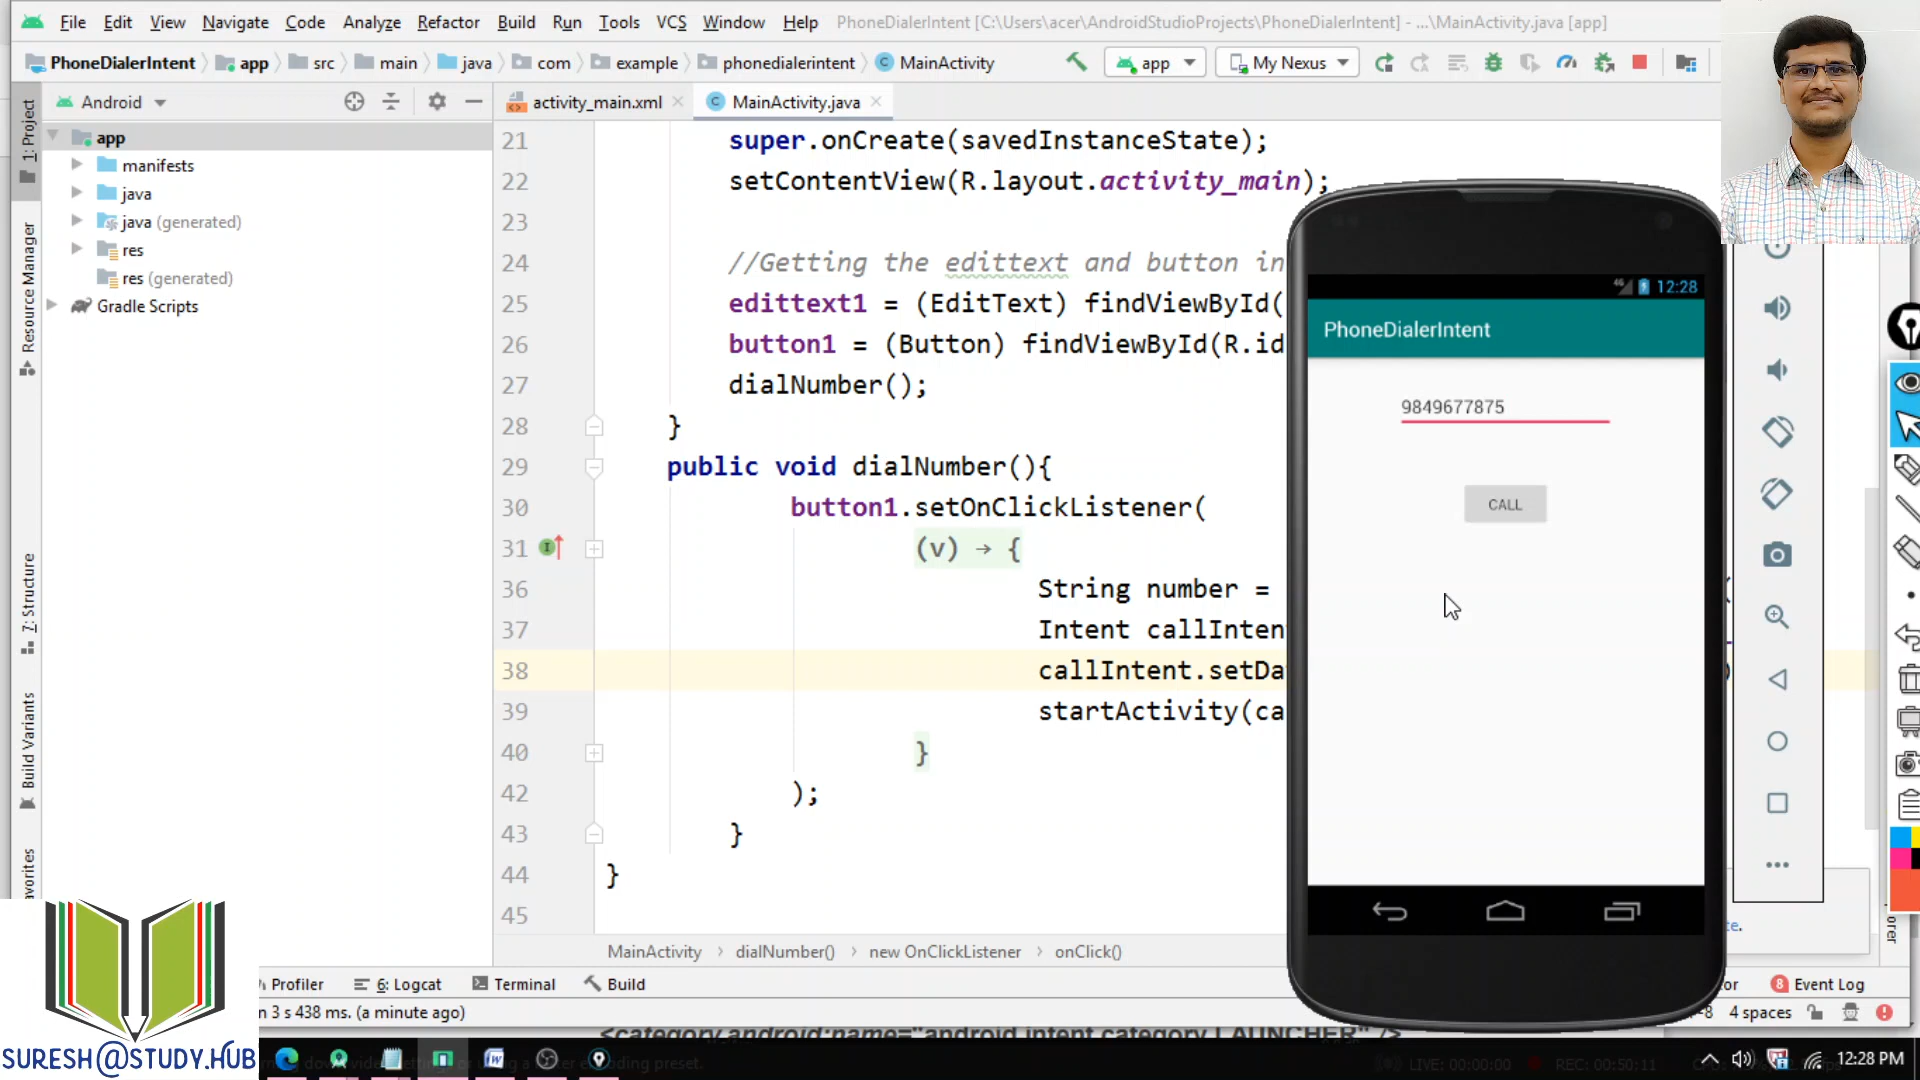 File Edit View Navigate Code Analyze Refactor Build Run Tools VCS Window Help PhoneDialerIntent [C:\Users\acer\AndroidStudioProjects\PhoneDialerIntent] - ...\MainActivity.java [app]
PhoneDialerIntent app src main java com example phonedialerintent MainActivity app My Nexus
Android activity_main.xml MainActivity.java
1: Project
Resource Manager
7: Structure
Build Variants
app
manifests
java
java (generated)
res
res (generated)
Gradle Scripts
21 super.onCreate(savedInstanceState);
22 setContentView(R.layout.activity_main);
23
24 //Getting the edittext and button in
25 edittext1 = (EditText) findViewById(
26 button1 = (Button) findViewById(R.id
27 dialNumber();
28 }
29 public void dialNumber(){
30 button1.setOnClickListener(
31 (v) → {
36 String number =
37 Intent callInten
38 callIntent.setDa
39 startActivity(ca
40 }
42 );
43 }
44 }
45
MainActivity dialNumber() new OnClickListener onClick()
12:28
PhoneDialerIntent
9849677875
CALL
Profiler 6: Logcat Terminal Build Event Log
n 3 s 438 ms. (a minute ago) 4 spaces
<category android:name="android.intent.category.LAUNCHER" />
SURESH@STUDY.HUB
LIVE: 00:00:00 REC: 00:50:11
12:28 PM